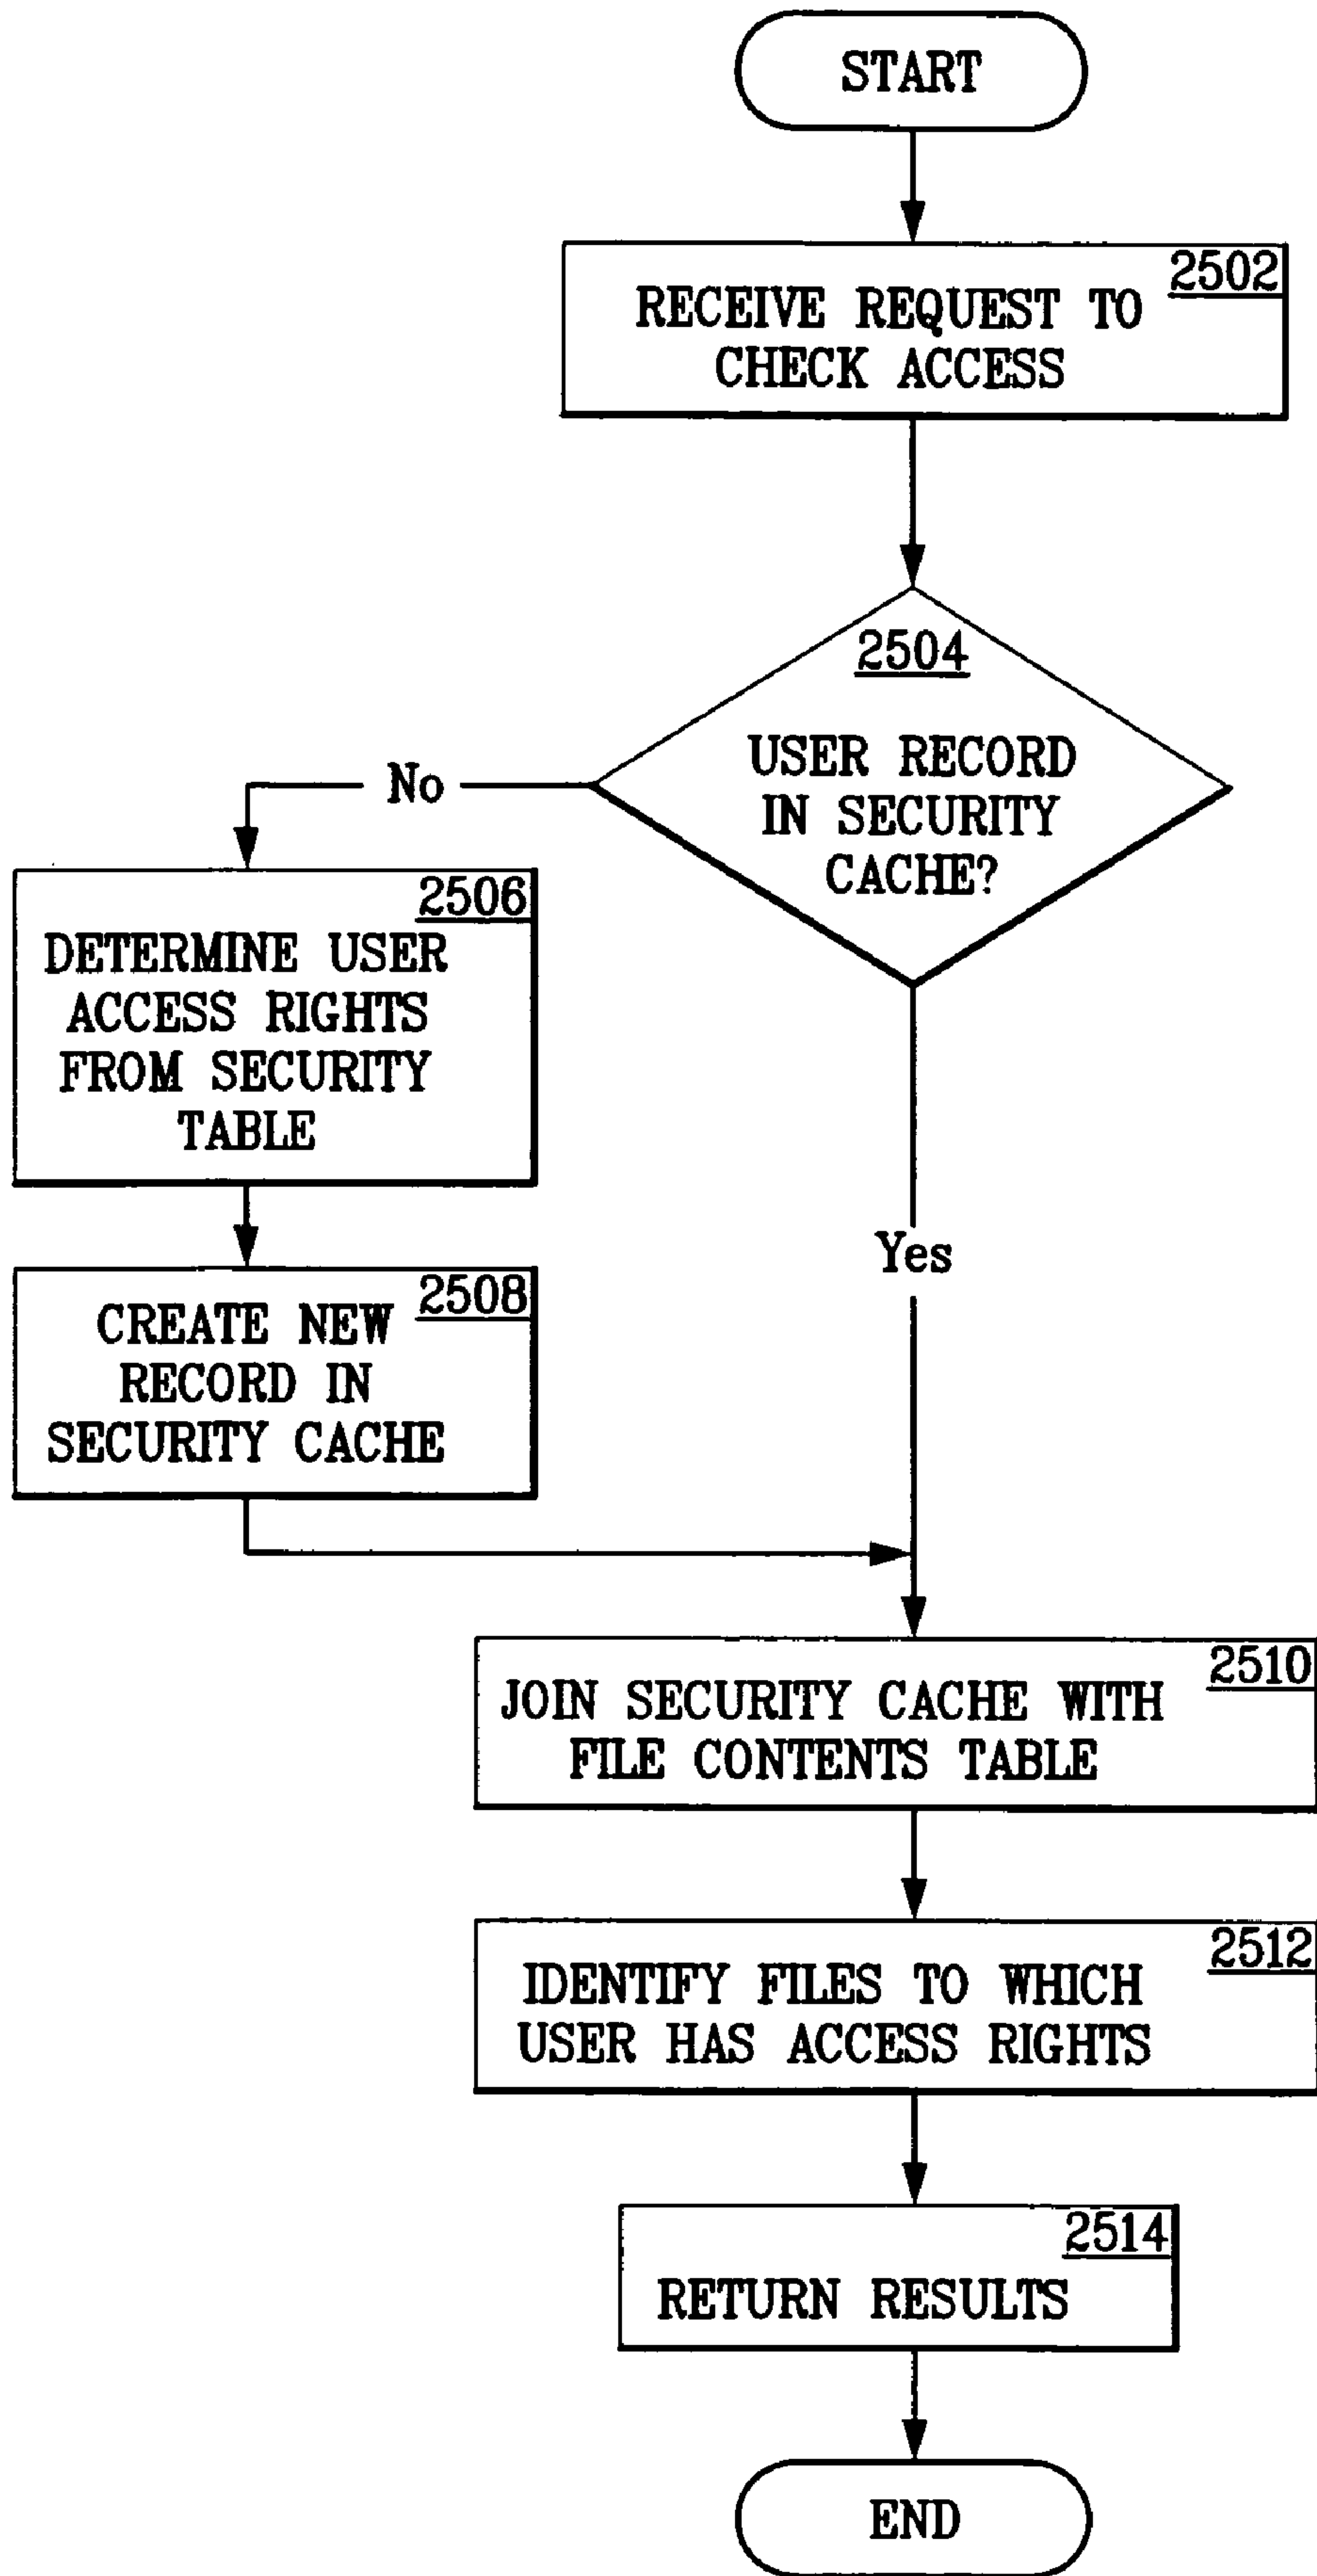 START
2502
RECEIVE REQUEST TO
CHECK ACCESS
2504
USER RECORD
IN SECURITY
CACHE?
No
2506
DETERMINE USER
ACCESS RIGHTS
FROM SECURITY
TABLE
Yes
2508
CREATE NEW
RECORD IN
SECURITY CACHE
2510
JOIN SECURITY CACHE WITH
FILE CONTENTS TABLE
2512
IDENTIFY FILES TO WHICH
USER HAS ACCESS RIGHTS
2514
RETURN RESULTS
END